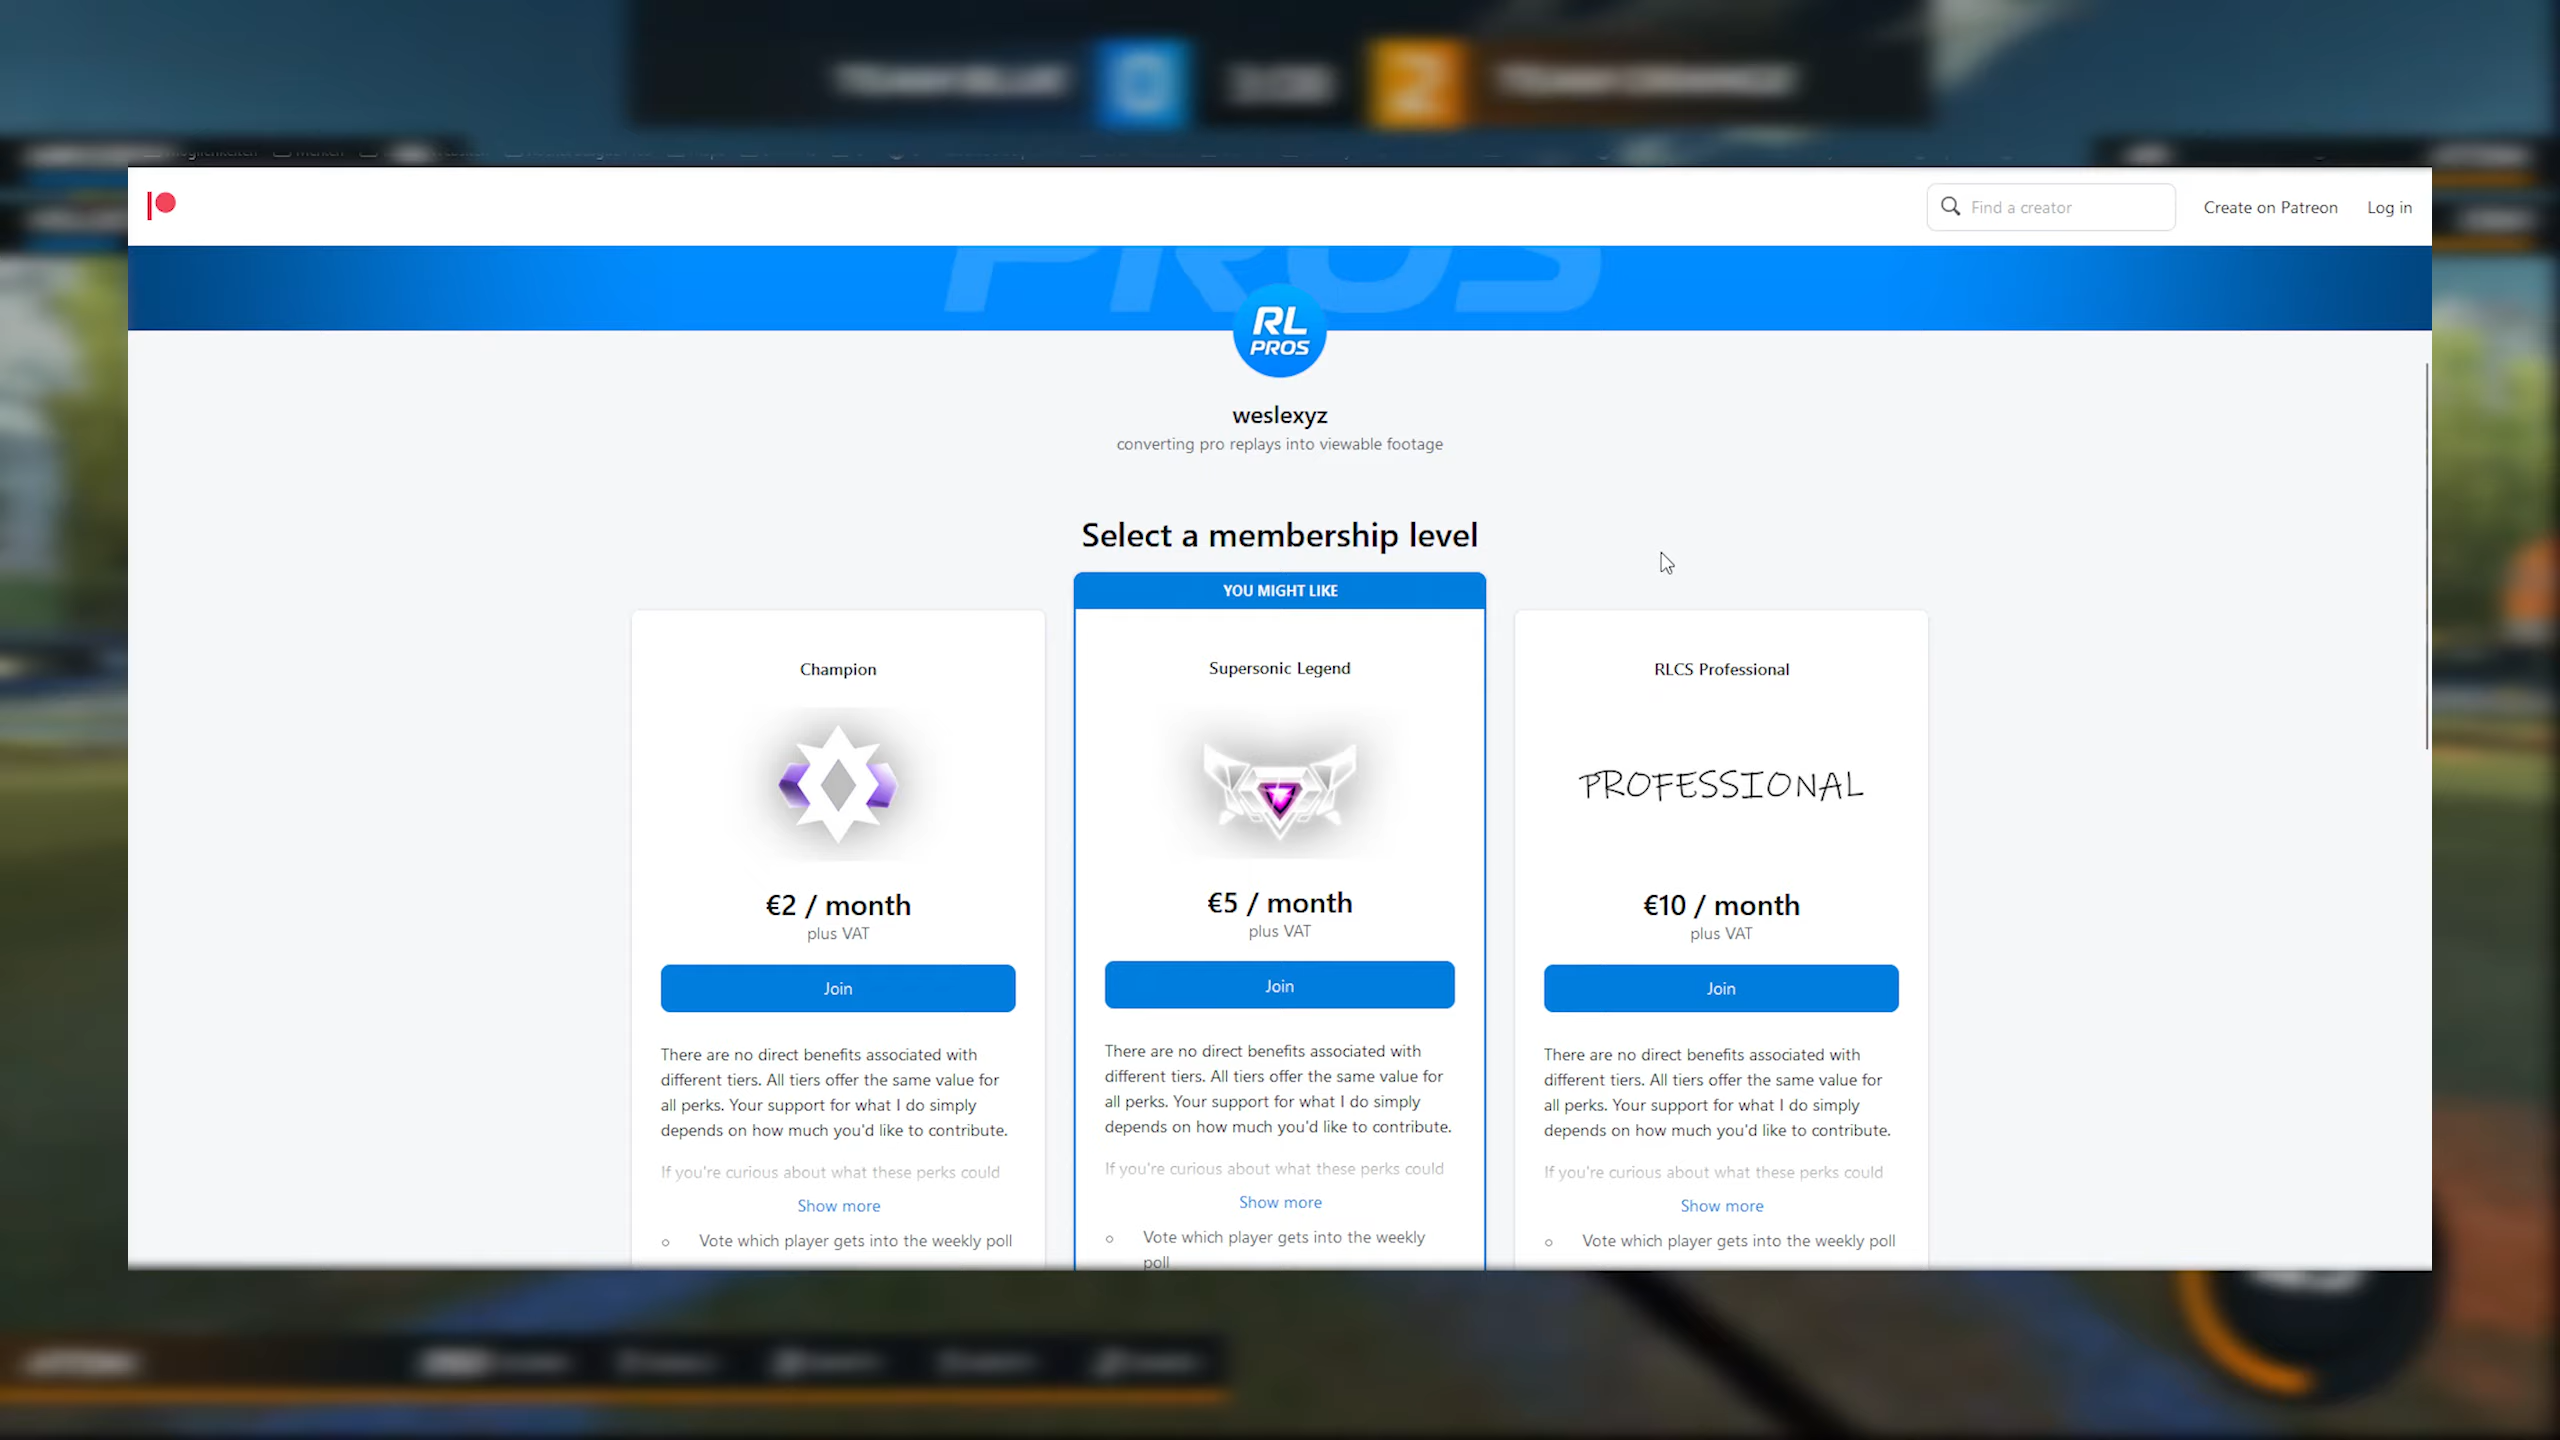 TEAM BLUE 0 2 TEAM ORANGE
Find a creator
Create on Patreon
Log in
PROS
RL
PROS
weslexyz
converting pro replays into viewable footage
Select a membership level
YOU MIGHT LIKE
Champion
€2 / month
plus VAT
Join
There are no direct benefits associated with
different tiers. All tiers offer the same value for
all perks. Your support for what I do simply
depends on how much you'd like to contribute.
If you're curious about what these perks could
Show more
Vote which player gets into the weekly poll
Supersonic Legend
€5 / month
plus VAT
Join
There are no direct benefits associated with
different tiers. All tiers offer the same value for
all perks. Your support for what I do simply
depends on how much you'd like to contribute.
If you're curious about what these perks could
Show more
Vote which player gets into the weekly
poll
RLCS Professional
PROFESSIONAL
€10 / month
plus VAT
Join
There are no direct benefits associated with
different tiers. All tiers offer the same value for
all perks. Your support for what I do simply
depends on how much you'd like to contribute.
If you're curious about what these perks could
Show more
Vote which player gets into the weekly poll